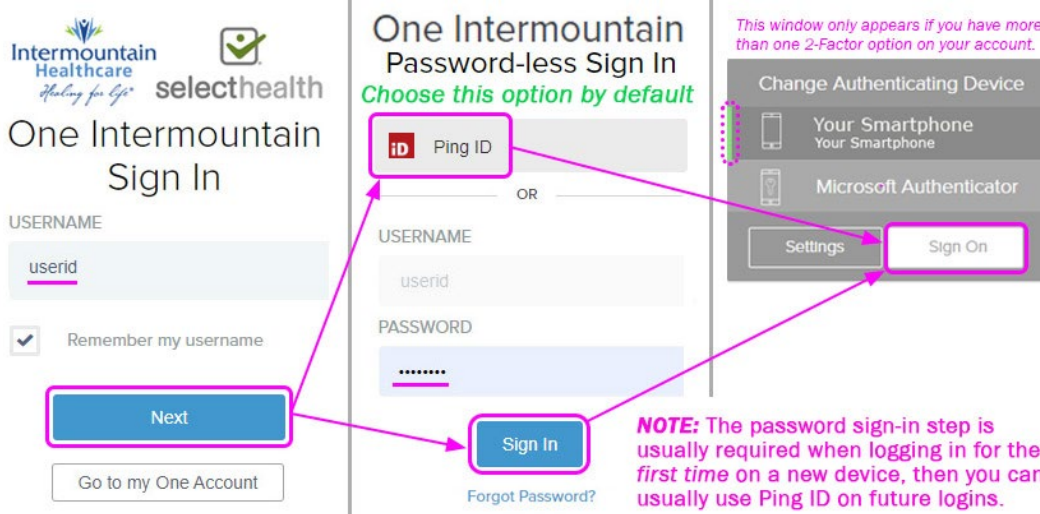 Intermountain
Healthcare
Healing for life®
selecthealth
One Intermountain
Sign In
USERNAME
userid
Remember my username
Next
Go to my One Account
One Intermountain
Password-less Sign In
Choose this option by default
iD Ping ID
OR
USERNAME
userid
PASSWORD
••••••••
Sign In
Forgot Password?
This window only appears if you have more
than one 2-Factor option on your account.
Change Authenticating Device
Your Smartphone
Your Smartphone
Microsoft Authenticator
Settings
Sign On
NOTE: The password sign-in step is
usually required when logging in for the
first time on a new device, then you can
usually use Ping ID on future logins.